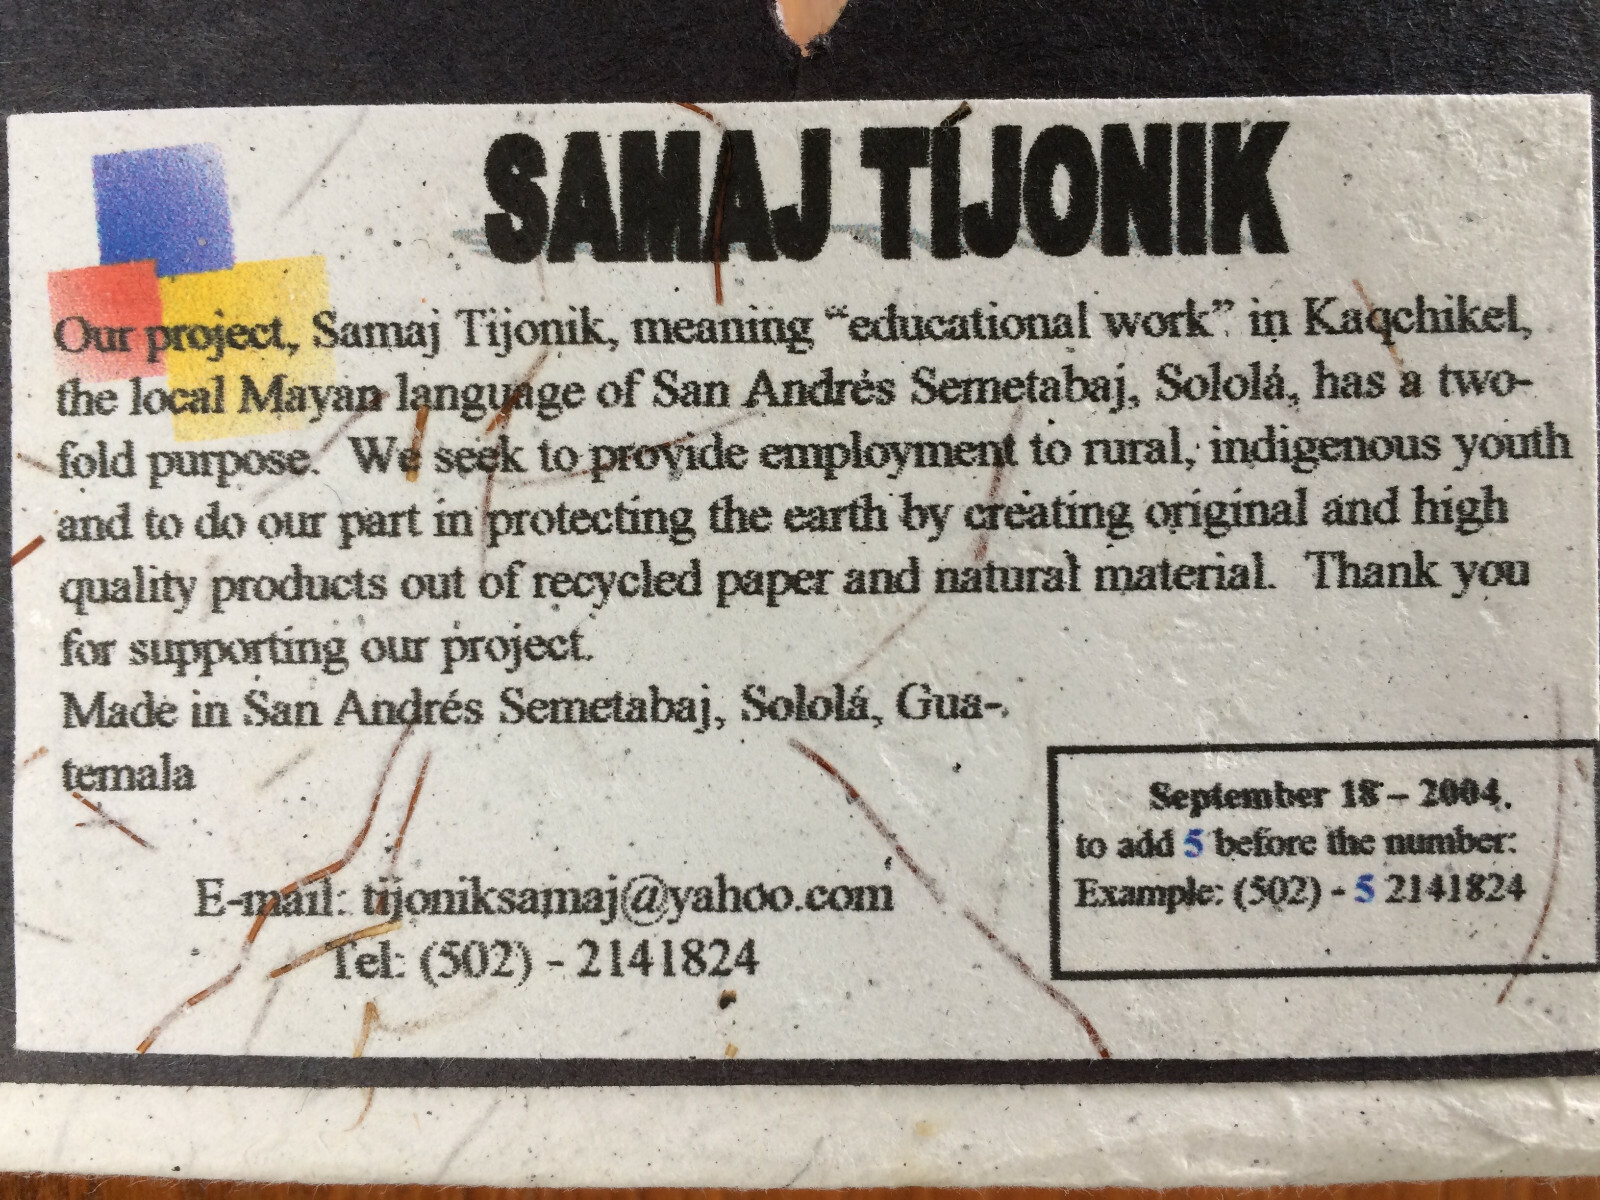 SAMAJ TIJONIK
Our project, Samaj Tijonik, meaning “educational work” in Kaqchikel,
the local Mayan language of San Andrés Semetabaj, Sololá, has a two-
fold purpose.  We seek to provide employment to rural, indigenous youth
and to do our part in protecting the earth by creating original and high
quality products out of recycled paper and natural material.  Thank you
for supporting our project.
Made in San Andrés Semetabaj, Sololá, Gua-
temala
E-mail: tijoniksamaj@yahoo.com
Tel: (502) - 2141824
September 18 – 2004.
to add 5 before the number:
Example: (502) - 5 2141824